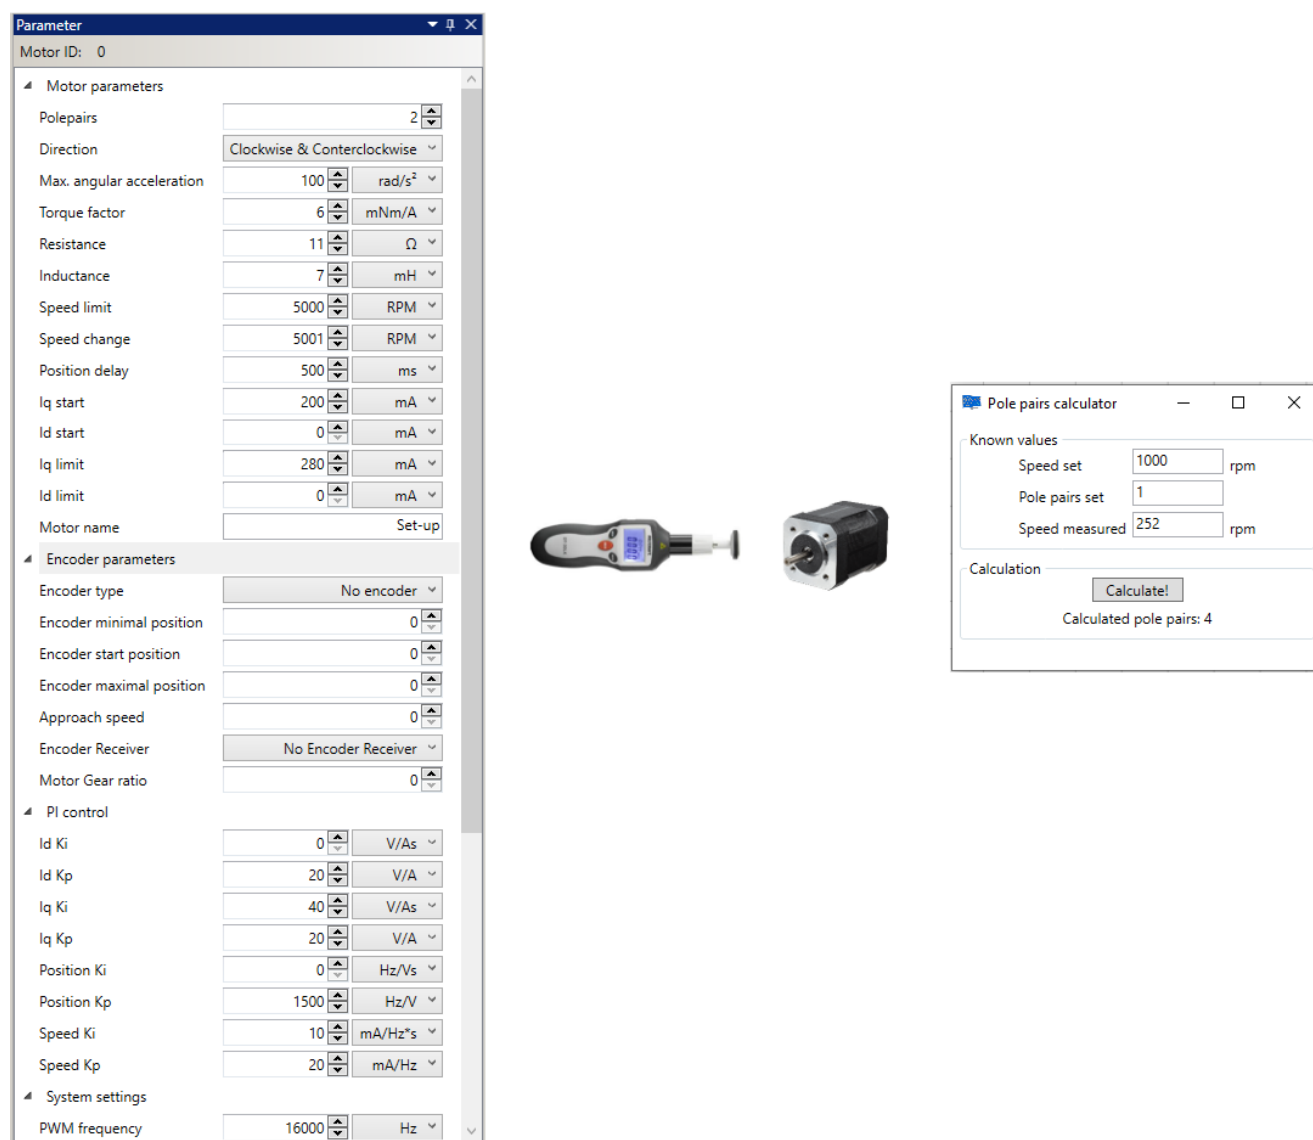 Parameter
Motor ID: 0
Motor parameters
Polepairs 2
Direction Clockwise & Conterclockwise
Max. angular acceleration 100 rad/s²
Torque factor 6 mNm/A
Resistance 11 Ω
Inductance 7 mH
Speed limit 5000 RPM
Speed change 5001 RPM
Position delay 500 ms
Iq start 200 mA
Id start 0 mA
Iq limit 280 mA
Id limit 0 mA
Motor name Set-up
Encoder parameters
Encoder type No encoder
Encoder minimal position 0
Encoder start position 0
Encoder maximal position 0
Approach speed 0
Encoder Receiver No Encoder Receiver
Motor Gear ratio 0
PI control
Id Ki 0 V/As
Id Kp 20 V/A
Iq Ki 40 V/As
Iq Kp 20 V/A
Position Ki 0 Hz/Vs
Position Kp 1500 Hz/V
Speed Ki 10 mA/Hz*s
Speed Kp 20 mA/Hz
System settings
PWM frequency 16000 Hz
Pole pairs calculator
Known values
Speed set 1000 rpm
Pole pairs set 1
Speed measured 252 rpm
Calculation
Calculate!
Calculated pole pairs: 4